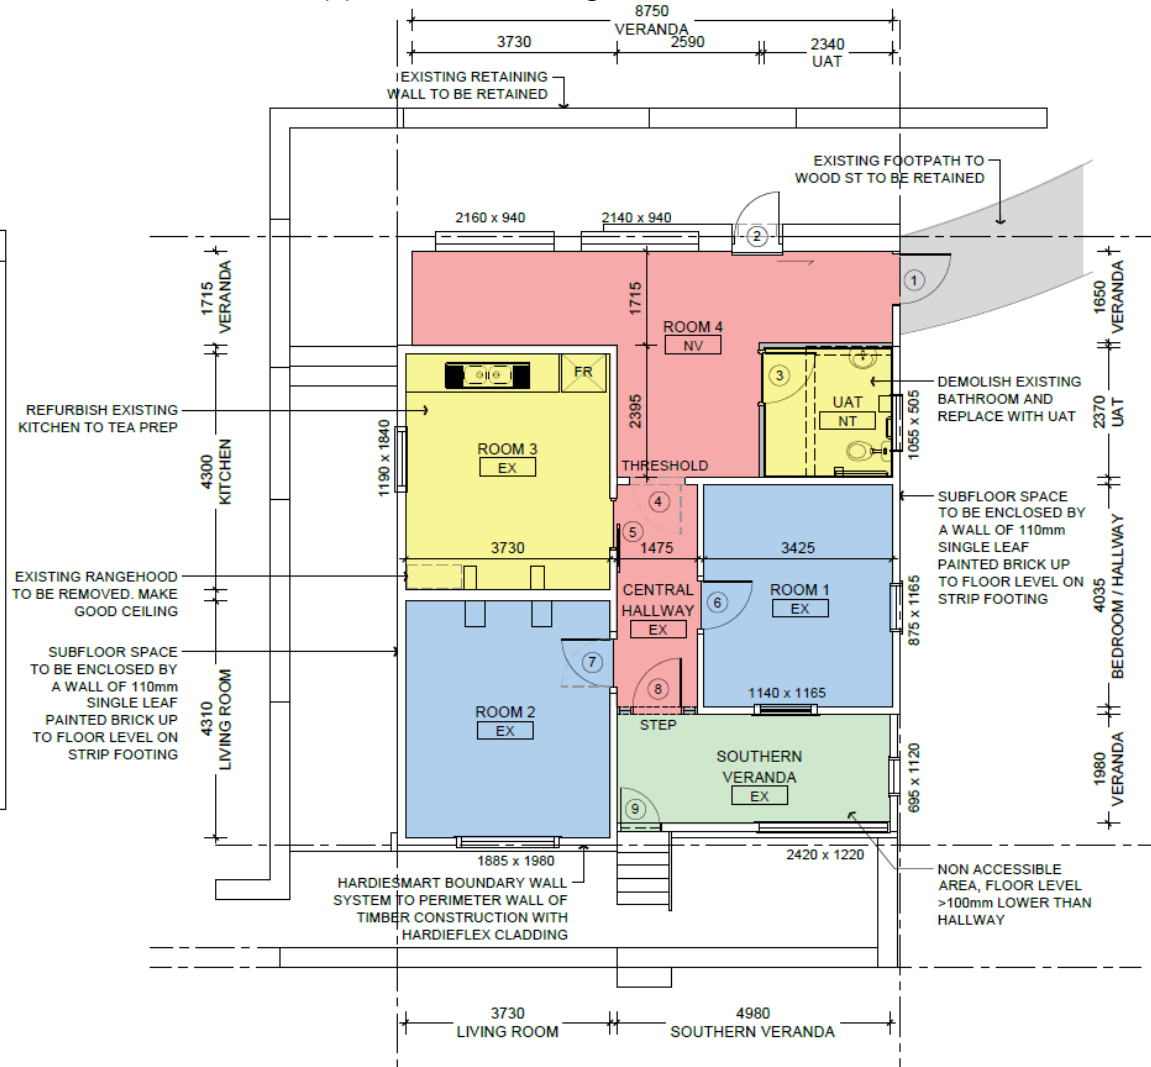 8750
VERANDA
3730
2590
2340
UAT
EXISTING RETAINING
WALL TO BE RETAINED
EXISTING FOOTPATH TO
WOOD ST TO BE RETAINED
2160 x 940
2140 x 940
2
1
1715
VERANDA
1715
ROOM 4
NV
1650
VERANDA
REFURBISH EXISTING
KITCHEN TO TEA PREP
4300
KITCHEN
1190 x 1840
FR
ROOM 3
EX
2395
THRESHOLD
3
UAT
NT
1055 x 505
2370
UAT
DEMOLISH EXISTING
BATHROOM AND
REPLACE WITH UAT
4
5
3730
1475
3425
SUBFLOOR SPACE
TO BE ENCLOSED BY
A WALL OF 110mm
SINGLE LEAF
PAINTED BRICK UP
TO FLOOR LEVEL ON
STRIP FOOTING
EXISTING RANGEHOOD
TO BE REMOVED. MAKE
GOOD CEILING
CENTRAL
HALLWAY
EX
6
ROOM 1
EX
875 x 1165
4035
BEDROOM / HALLWAY
SUBFLOOR SPACE
TO BE ENCLOSED BY
A WALL OF 110mm
SINGLE LEAF
PAINTED BRICK UP
TO FLOOR LEVEL ON
STRIP FOOTING
4310
LIVING ROOM
7
ROOM 2
EX
8
STEP
1140 x 1165
SOUTHERN
VERANDA
EX
9
695 x 1120
1980
VERANDA
1885 x 1980
2420 x 1220
HARDIESMART BOUNDARY WALL
SYSTEM TO PERIMETER WALL OF
TIMBER CONSTRUCTION WITH
HARDIEFLEX CLADDING
NON ACCESSIBLE
AREA, FLOOR LEVEL
>100mm LOWER THAN
HALLWAY
3730
LIVING ROOM
4980
SOUTHERN VERANDA